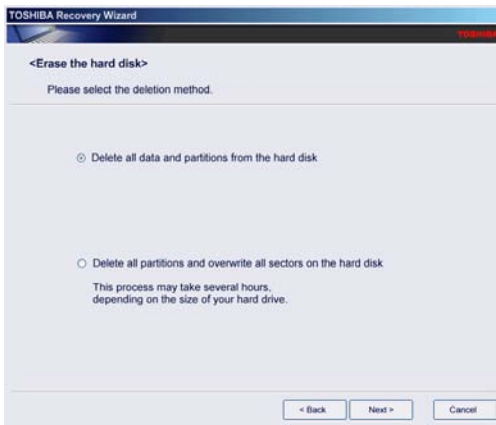 TOSHIBA Recovery Wizard
TOSHIBA
<Erase the hard disk>
Please select the deletion method.
Delete all data and partitions from the hard disk
Delete all partitions and overwrite all sectors on the hard disk
This process may take several hours,
depending on the size of your hard drive.
< Back Next > Cancel